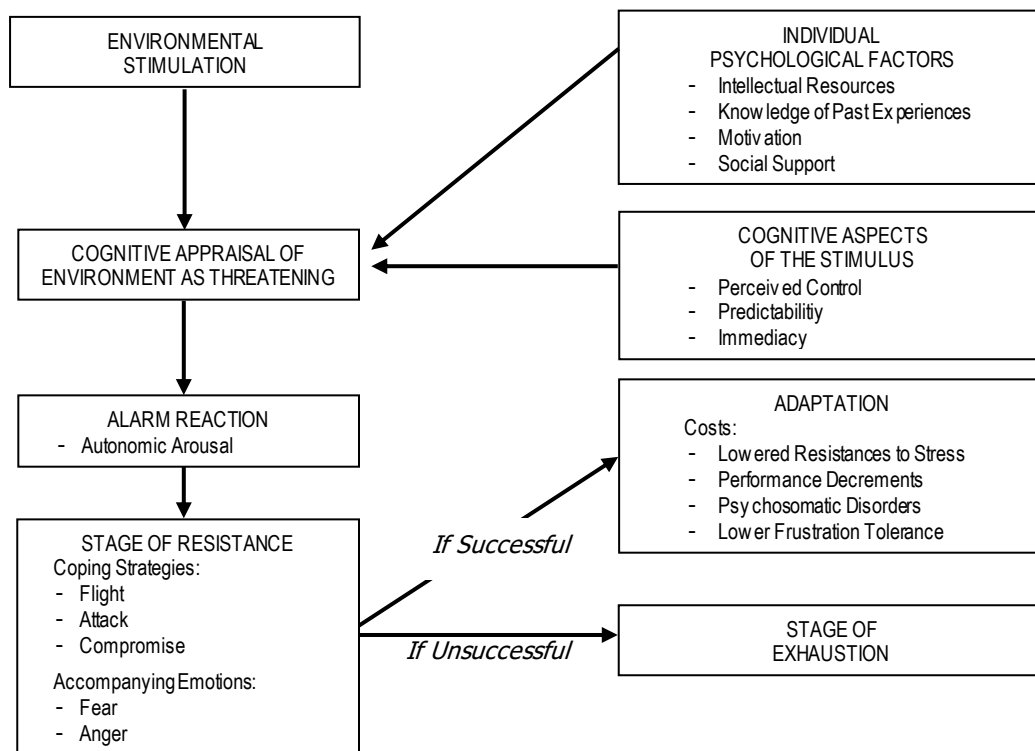 ENVIRONMENTAL
STIMULATION
INDIVIDUAL
PSYCHOLOGICAL FACTORS
- Intellectual Resources
- Knowledge of Past Experiences
- Motivation
- Social Support
COGNITIVE APPRAISAL OF
ENVIRONMENT AS THREATENING
COGNITIVE ASPECTS
OF THE STIMULUS
- Perceived Control
- Predictabilitiy
- Immediacy
ALARM REACTION
- Autonomic Arousal
ADAPTATION
Costs:
- Lowered Resistances to Stress
- Performance Decrements
- Psychosomatic Disorders
- Lower Frustration Tolerance
STAGE OF RESISTANCE
Coping Strategies:
- Flight
- Attack
- Compromise
Accompanying Emotions:
- Fear
- Anger
If Successful
If Unsuccessful
STAGE OF
EXHAUSTION